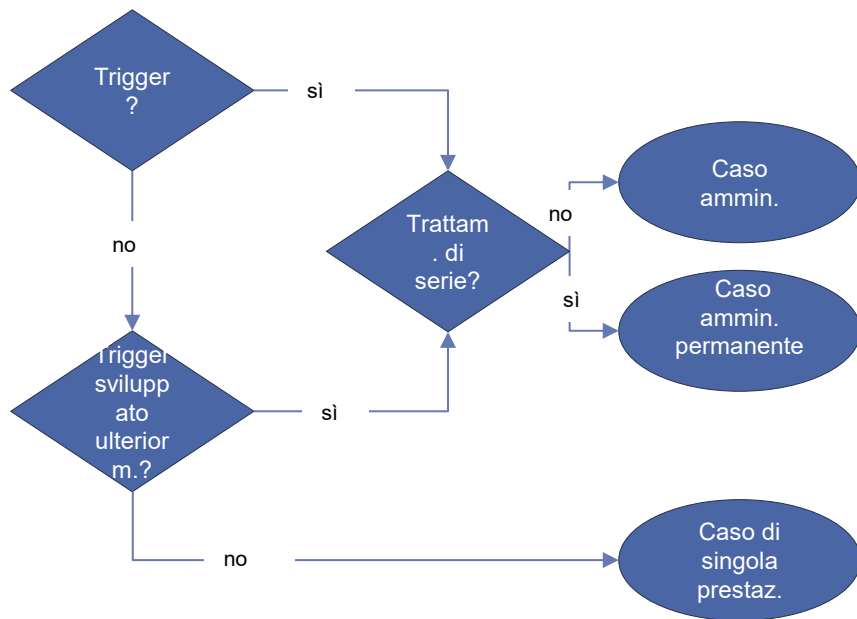 Trigger
?
sì
no
Trattam
. di
serie?
no
sì
Caso
ammin.
Caso
ammin.
permanente
Trigger
svilupp
ato
ulterior
m.?
sì
no
Caso di
singola
prestaz.